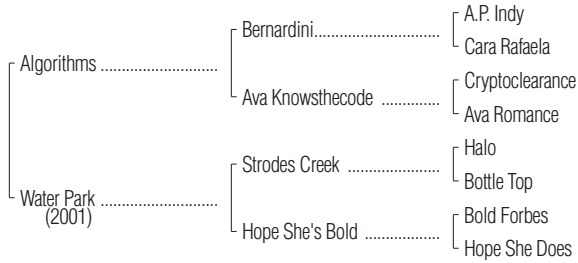 A.P. Indy
Bernardini
Cara Rafaela
Algorithms
Cryptoclearance
Ava Knowsthecode
Ava Romance
Halo
Strodes Creek
Bottle Top
Water Park
(2001)
Bold Forbes
Hope She's Bold
Hope She Does